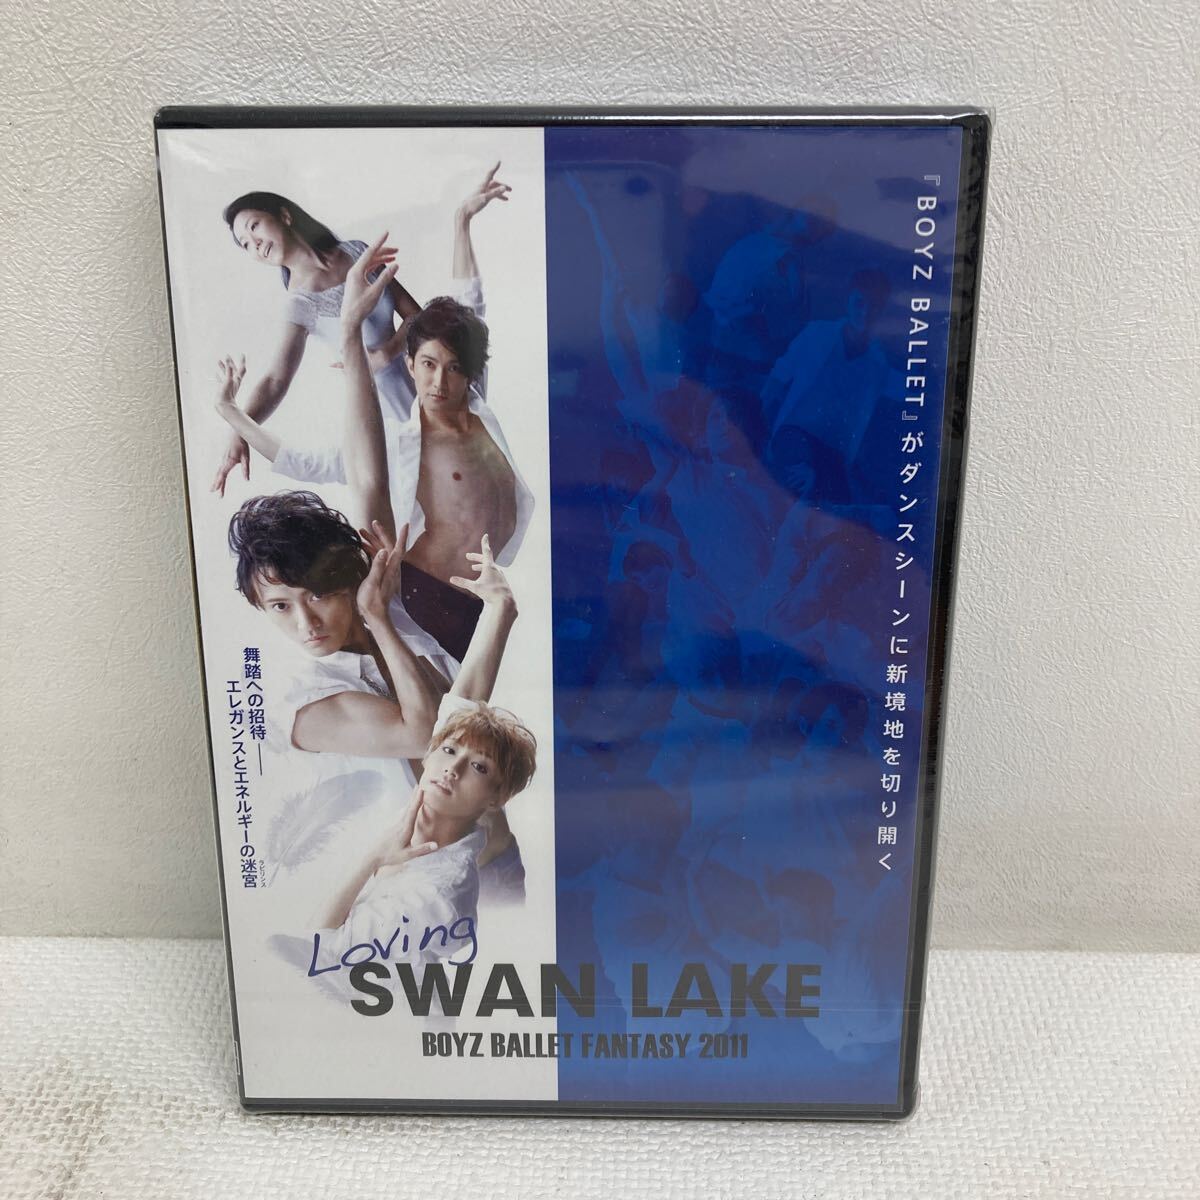 『BOYZ BALLET』がダンスシーンに新境地を切り開く
舞踏への招待――
エレガンスとエネルギーの迷宮
ラビリンス
Loving
SWAN LAKE
BOYZ BALLET FANTASY 2011